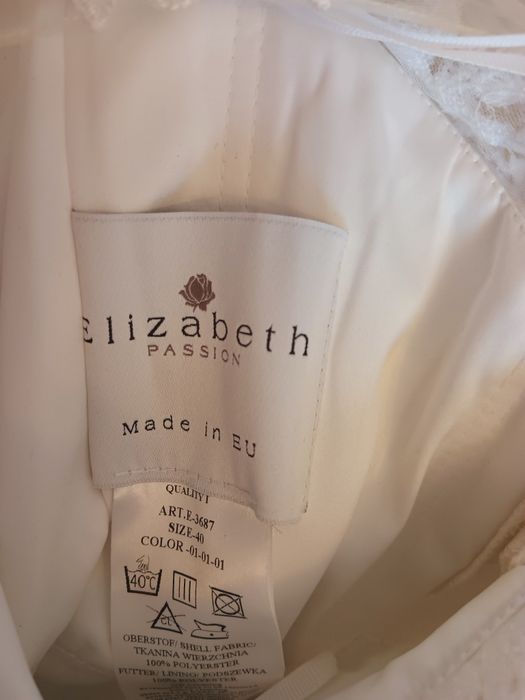 Elizabeth
PASSION
Made in EU
QUALITY I
ART.E-3687
SIZE-40
COLOR -01-01-01
40°C
CL
OBERSTOF/ SHELL FABRIC/
TKANINA WIERZCHNIA
100% POLYERSTER
FUTTER/ LINING/ PODSZEWKA